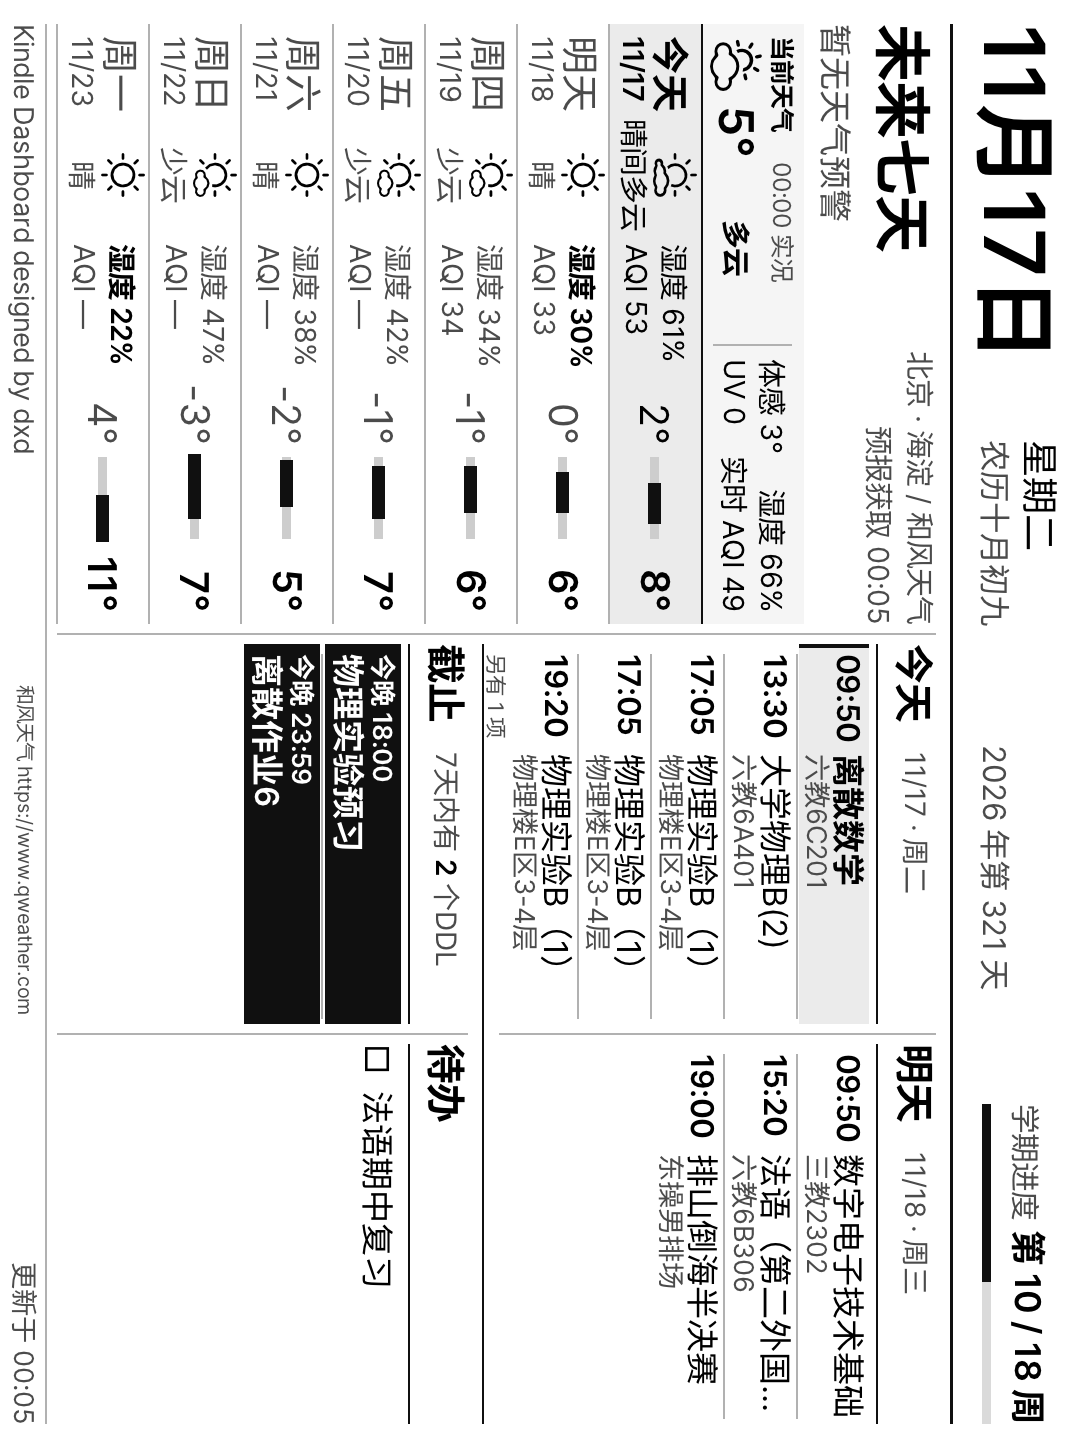 11月17日
星期二
农历十月初九
2026 年第 321 天
学期进度 第 10 / 18 周
未来七天
北京 · 海淀 / 和风天气
预报获取 00:05
暂无天气预警
当前天气 00:00 实况
5° 多云
体感 3° 湿度 66%
UV 0 实时 AQI 49
今天 湿度 61% 2° 8°
11/17 晴间多云 AQI 53
明天 湿度 30% 0° 6°
11/18 晴 AQI 33
周四 湿度 34% -1° 6°
11/19 少云 AQI 34
周五 湿度 42% -1° 7°
11/20 少云 AQI —
周六 湿度 38% -2° 5°
11/21 晴 AQI —
周日 湿度 47% -3° 7°
11/22 少云 AQI —
周一 湿度 22% 4° 11°
11/23 晴 AQI —
今天 11/17 · 周二
09:50 离散数学
六教6C201
13:30 大学物理B(2)
六教6A401
17:05 物理实验B（1）
物理楼E区3-4层
17:05 物理实验B（1）
物理楼E区3-4层
19:20 物理实验B（1）
物理楼E区3-4层
另有 1 项
明天 11/18 · 周三
09:50 数字电子技术基础
三教2302
15:20 法语（第二外国…
六教6B306
19:00 排山倒海半决赛
东操男排场
截止 7天内有 2 个DDL
今晚 18:00
物理实验预习
今晚 23:59
离散作业6
待办
法语期中复习
Kindle Dashboard designed by dxd
和风天气 https://www.qweather.com
更新于 00:05